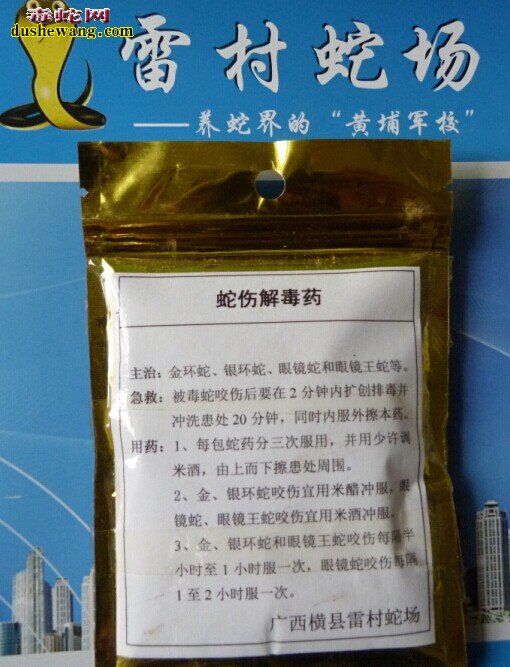 毒蛇网
dushewang.com
雷村蛇场
——养蛇界的“黄埔军校”
蛇伤解毒药
主治：金环蛇、银环蛇、眼镜蛇和眼镜王蛇等。
急救：被毒蛇咬伤后要在2分钟内扩创排毒并
冲洗患处20分钟，同时内服外擦本药。
用药：1、每包蛇药分三次服用，并用少许调
米酒，由上而下擦患处周围。
2、金、银环蛇咬伤宜用米醋冲服，眼
镜蛇、眼镜王蛇咬伤宜用米酒冲服。
3、金、银环蛇和眼镜王蛇咬伤每隔半
小时至1小时服一次，眼镜蛇咬伤每隔
1至2小时服一次。
广西横县雷村蛇场